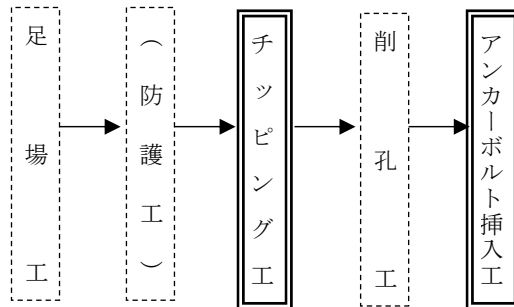 足場工
（防護工）
チッピング工
削孔工
アンカーボルト挿入工